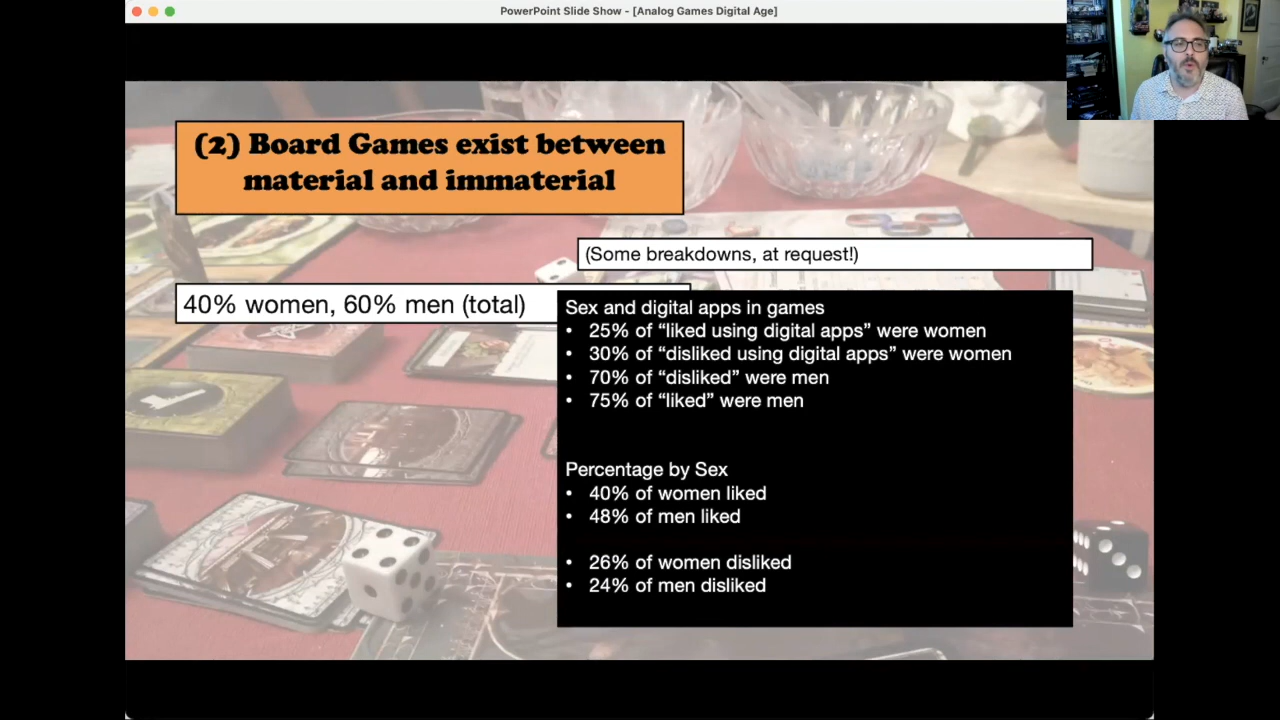 PowerPoint Slide Show - [Analog Games Digital Age]
(2) Board Games exist between
material and immaterial
(Some breakdowns, at request!)
40% women, 60% men (total)
Sex and digital apps in games
• 25% of “liked using digital apps” were women
• 30% of “disliked using digital apps” were women
• 70% of “disliked” were men
• 75% of “liked” were men
Percentage by Sex
• 40% of women liked
• 48% of men liked
• 26% of women disliked
• 24% of men disliked